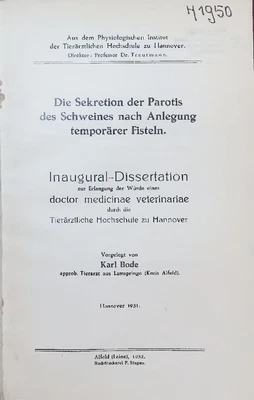 H 1950
Aus dem Physiologischen Institut
der Tierärztlichen Hochschule zu Hannover.
Direktor: Professor Dr. Trautmann.
Die Sekretion der Parotis
des Schweines nach Anlegung
temporärer Fisteln.
Inaugural-Dissertation
zur Erlangung der Würde eines
doctor medicinae veterinariae
durch die
Tierärztliche Hochschule zu Hannover
Vorgelegt von
Karl Bode
approb. Tierarzt aus Lamspringe (Kreis Alfeld).
Hannover 1931.
Alfeld (Leine), 1932.
Buchdruckerei F. Stegen.